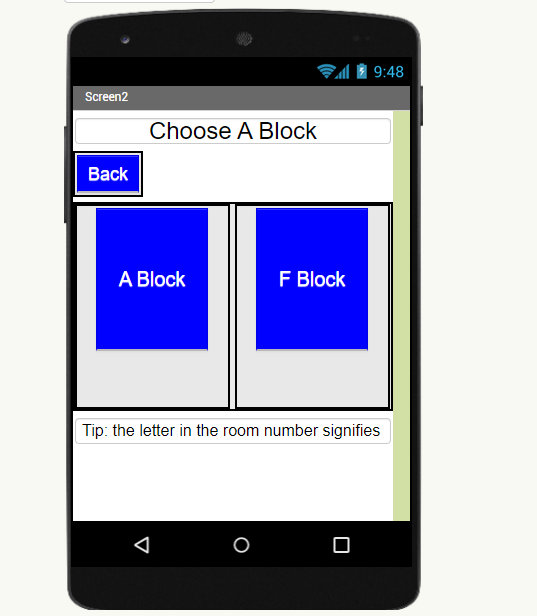 9:48
Screen2
Choose A Block
Back
A Block
F Block
Tip: the letter in the room number signifies